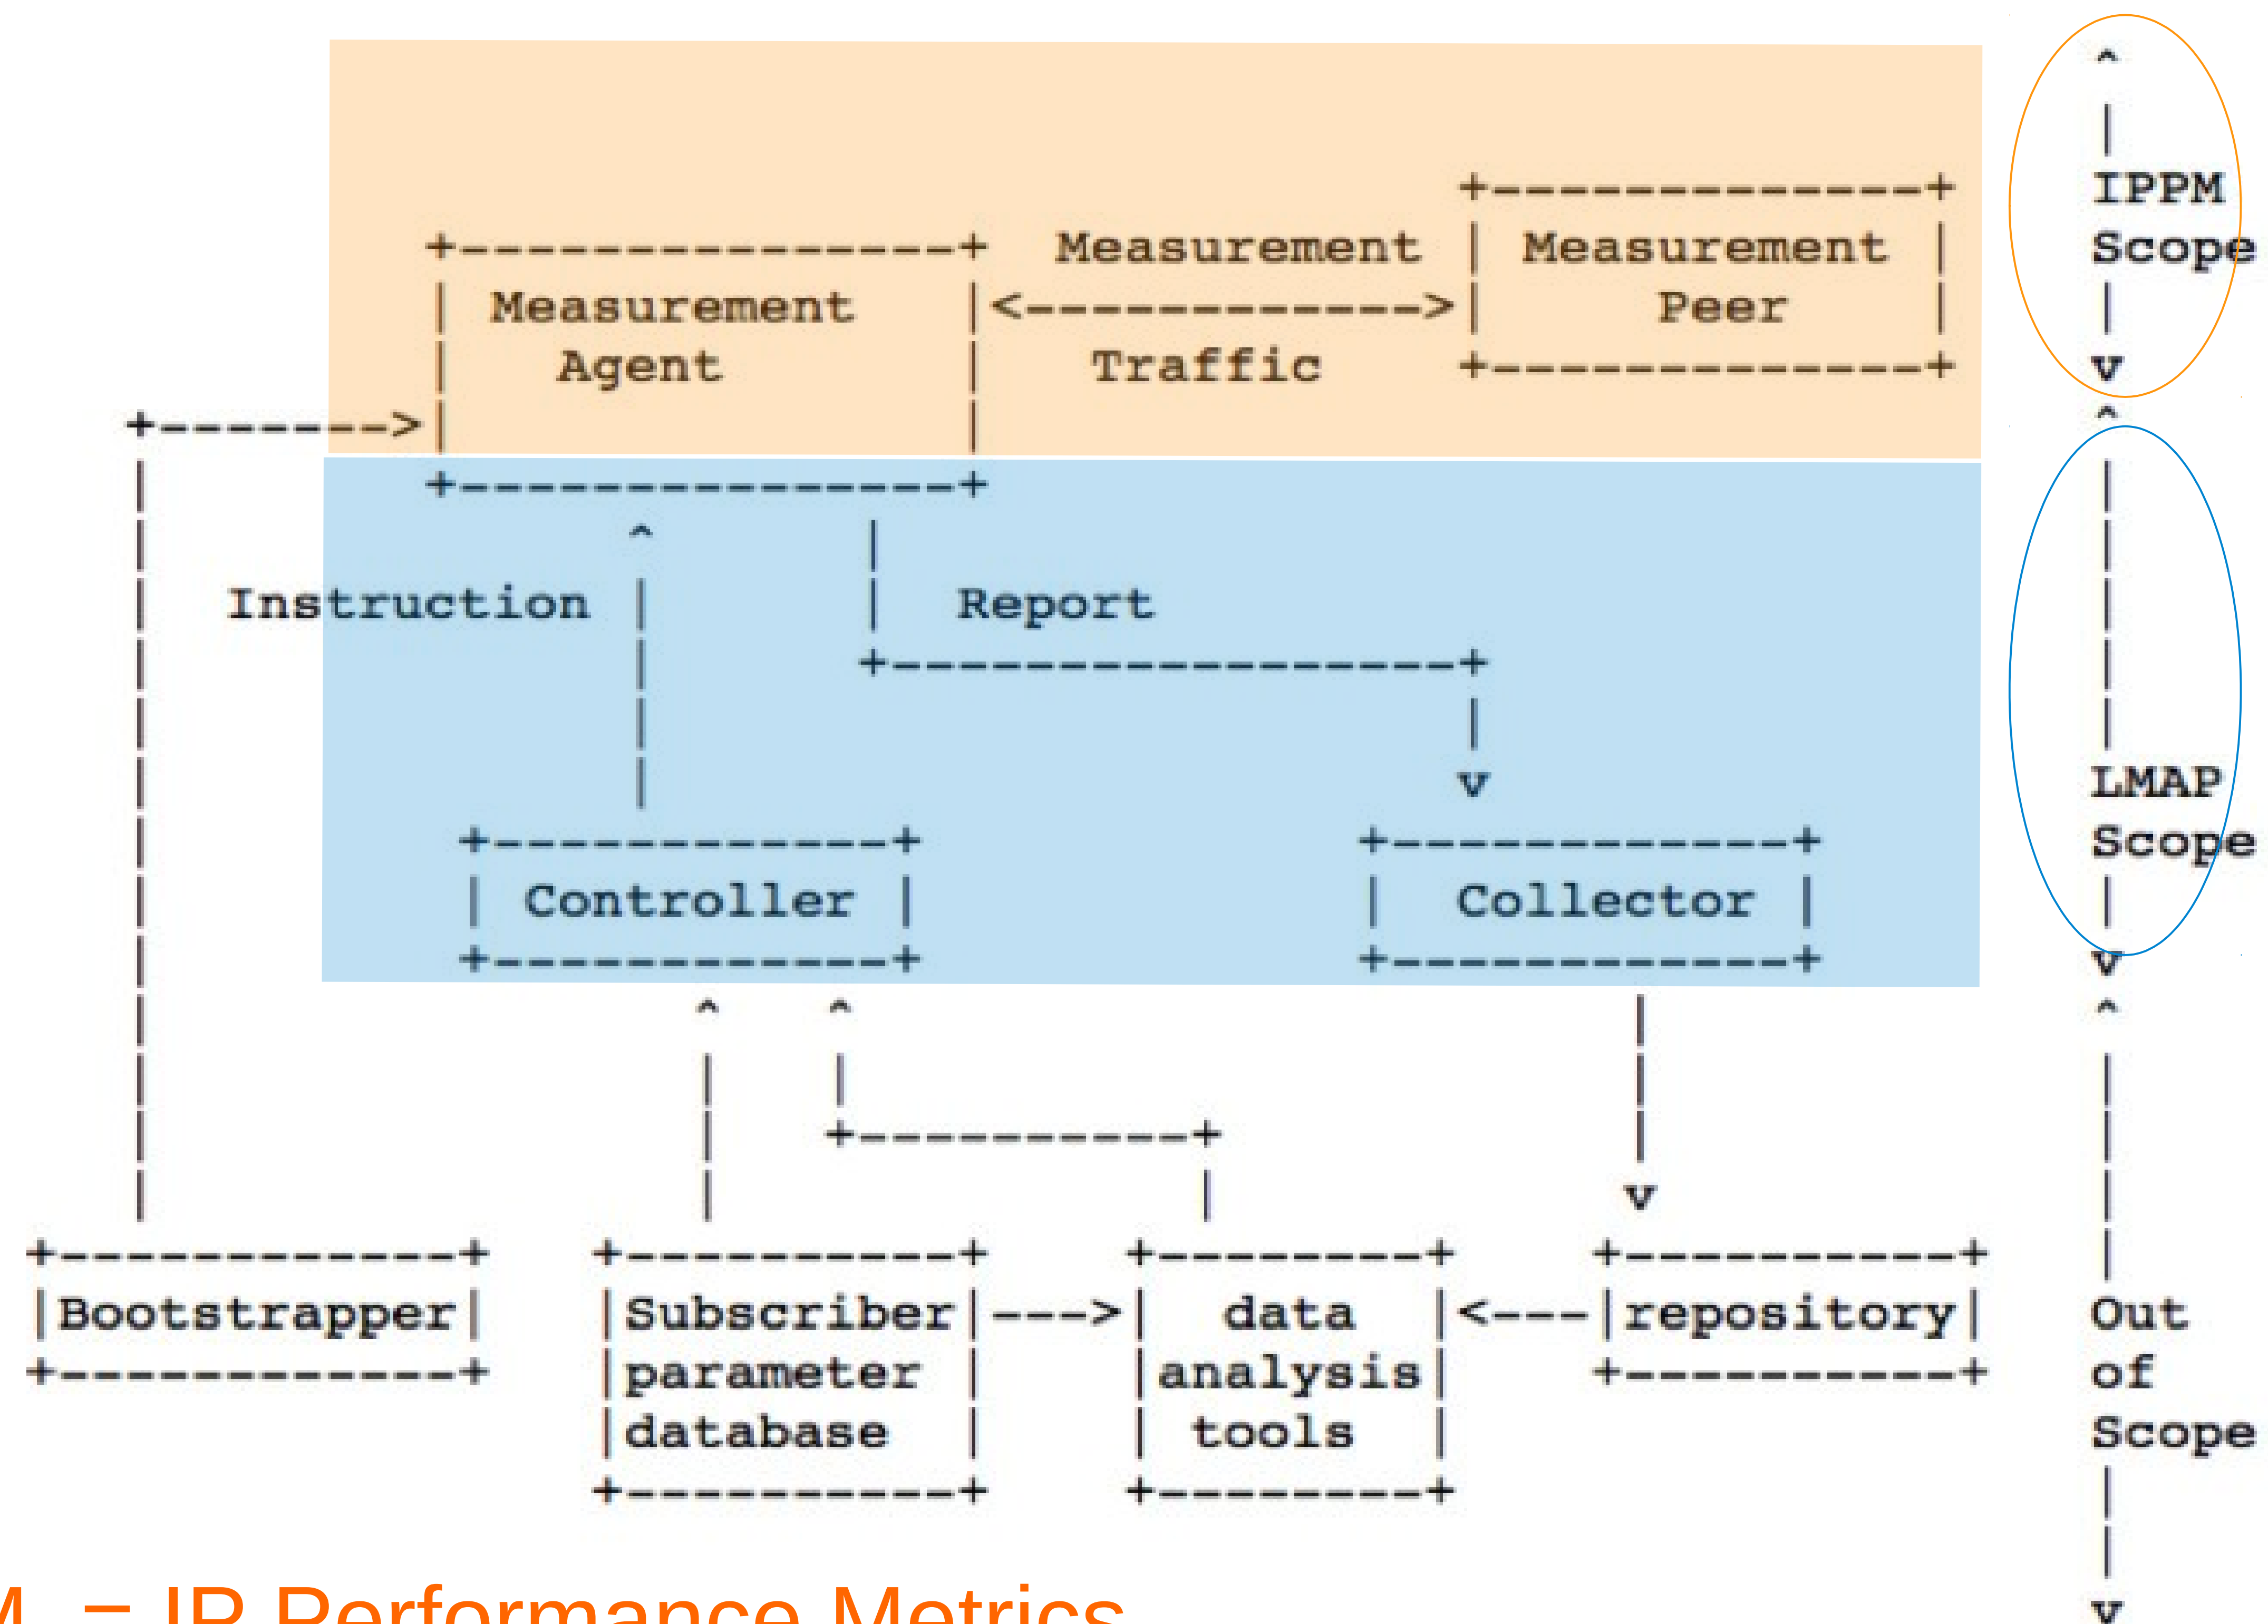 IPPM
Measurement
Measurement
Scope
Measurement
Peer
Agent
Traffic
Instruction
Report
LMAP
Scope
Controller
Collector
Bootstrapper
Subscriber
data
repository
Out
parameter
analysis
of
database
tools
Scope
= IP Performance Metrics